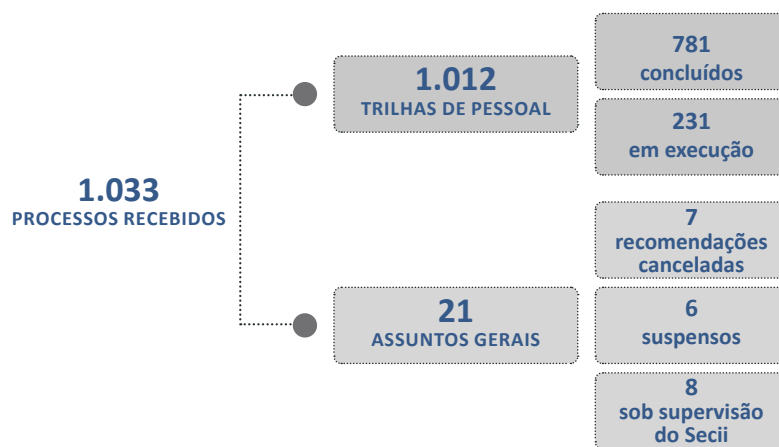 1.033
PROCESSOS RECEBIDOS
1.012
TRILHAS DE PESSOAL
781
concluídos
231
em execução
21
ASSUNTOS GERAIS
7
recomendações
canceladas
6
suspensos
8
sob supervisão
do Secii